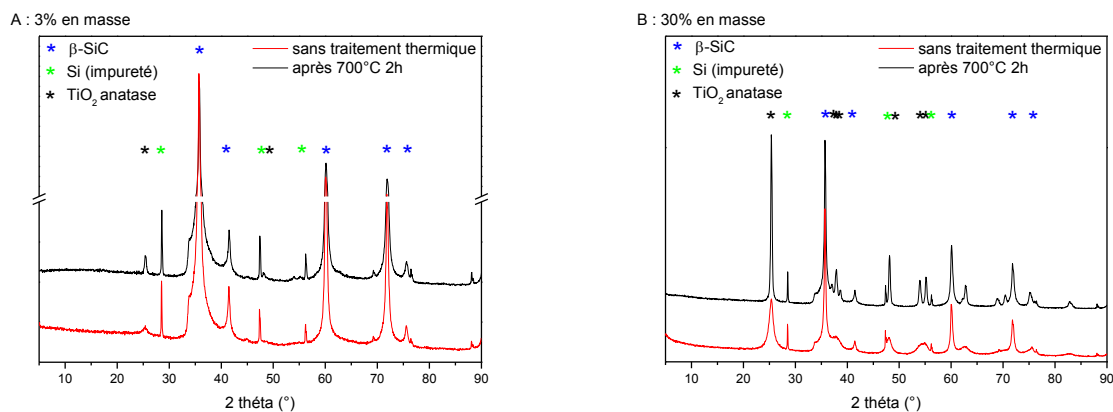 A : 3% en masse
* β-SiC
* Si (impureté)
* TiO2 anatase
sans traitement thermique
après 700°C 2h
10 20 30 40 50 60 70 80 90
2 théta (°)
B : 30% en masse
* β-SiC
* Si (impureté)
* TiO2 anatase
sans traitement thermique
après 700°C 2h
10 20 30 40 50 60 70 80 90
2 théta (°)